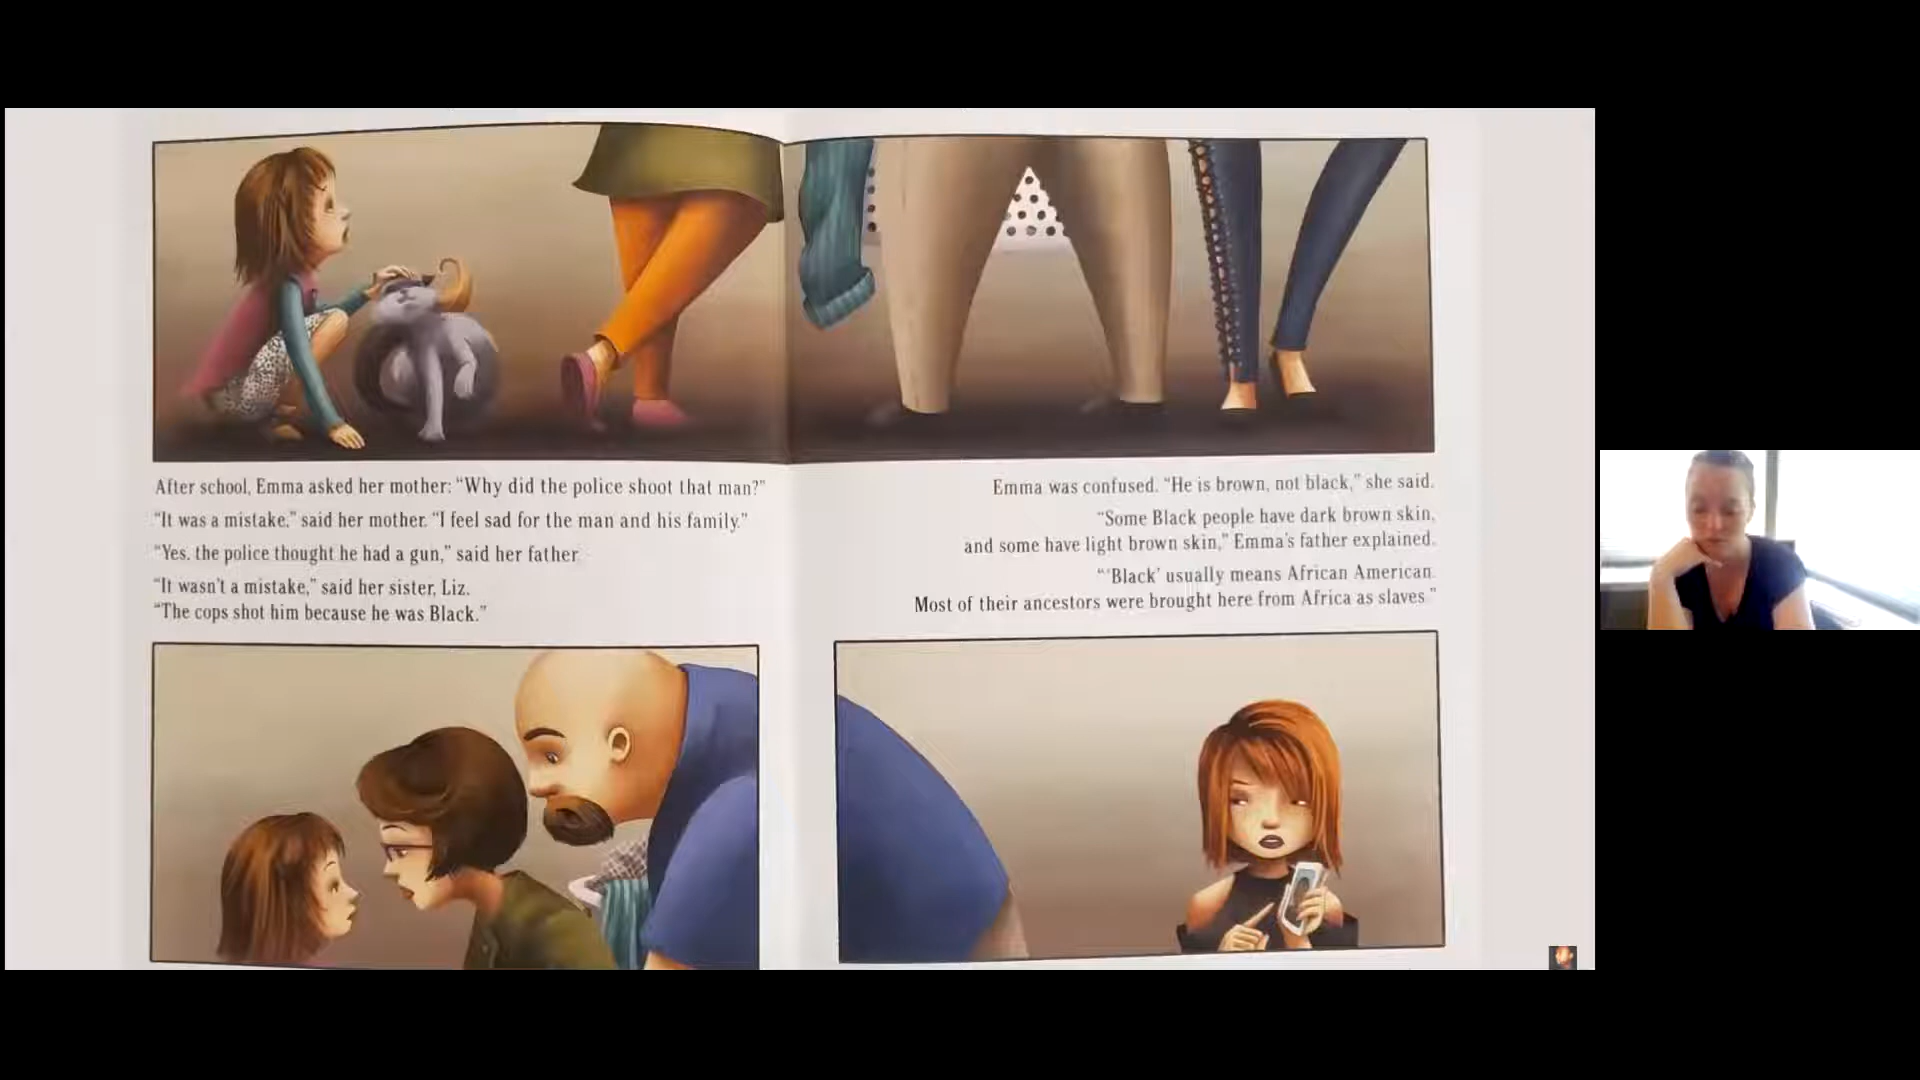 After school, Emma asked her mother: “Why did the police shoot that man?”
“It was a mistake,” said her mother. “I feel sad for the man and his family.”
“Yes, the police thought he had a gun,” said her father.
“It wasn't a mistake,” said her sister, Liz.
“The cops shot him because he was Black.”
Emma was confused. “He is brown, not black,” she said.
“Some Black people have dark brown skin,
and some have light brown skin,” Emma's father explained.
“‘Black’ usually means African American.
Most of their ancestors were brought here from Africa as slaves.”